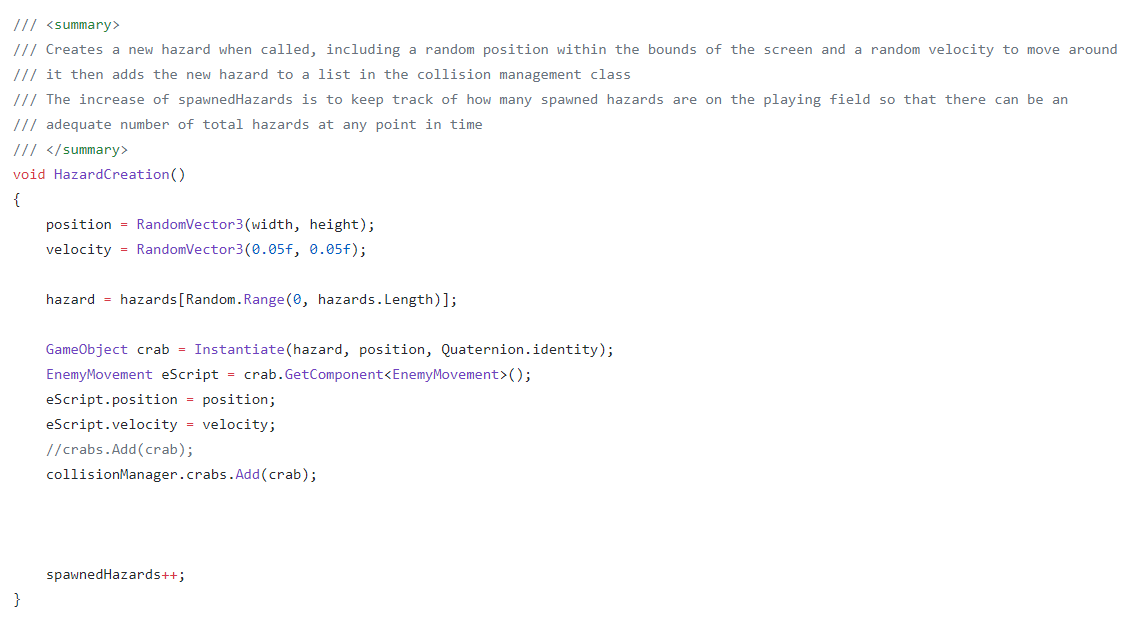 /// <summary>
/// Creates a new hazard when called, including a random position within the bounds of the screen and a random velocity to move around
/// it then adds the new hazard to a list in the collision management class
/// The increase of spawnedHazards is to keep track of how many spawned hazards are on the playing field so that there can be an
/// adequate number of total hazards at any point in time
/// </summary>
void HazardCreation()
{
    position = RandomVector3(width, height);
    velocity = RandomVector3(0.05f, 0.05f);
    hazard = hazards[Random.Range(0, hazards.Length)];
    GameObject crab = Instantiate(hazard, position, Quaternion.identity);
    EnemyMovement eScript = crab.GetComponent<EnemyMovement>();
    eScript.position = position;
    eScript.velocity = velocity;
    //crabs.Add(crab);
    collisionManager.crabs.Add(crab);
    spawnedHazards++;
}